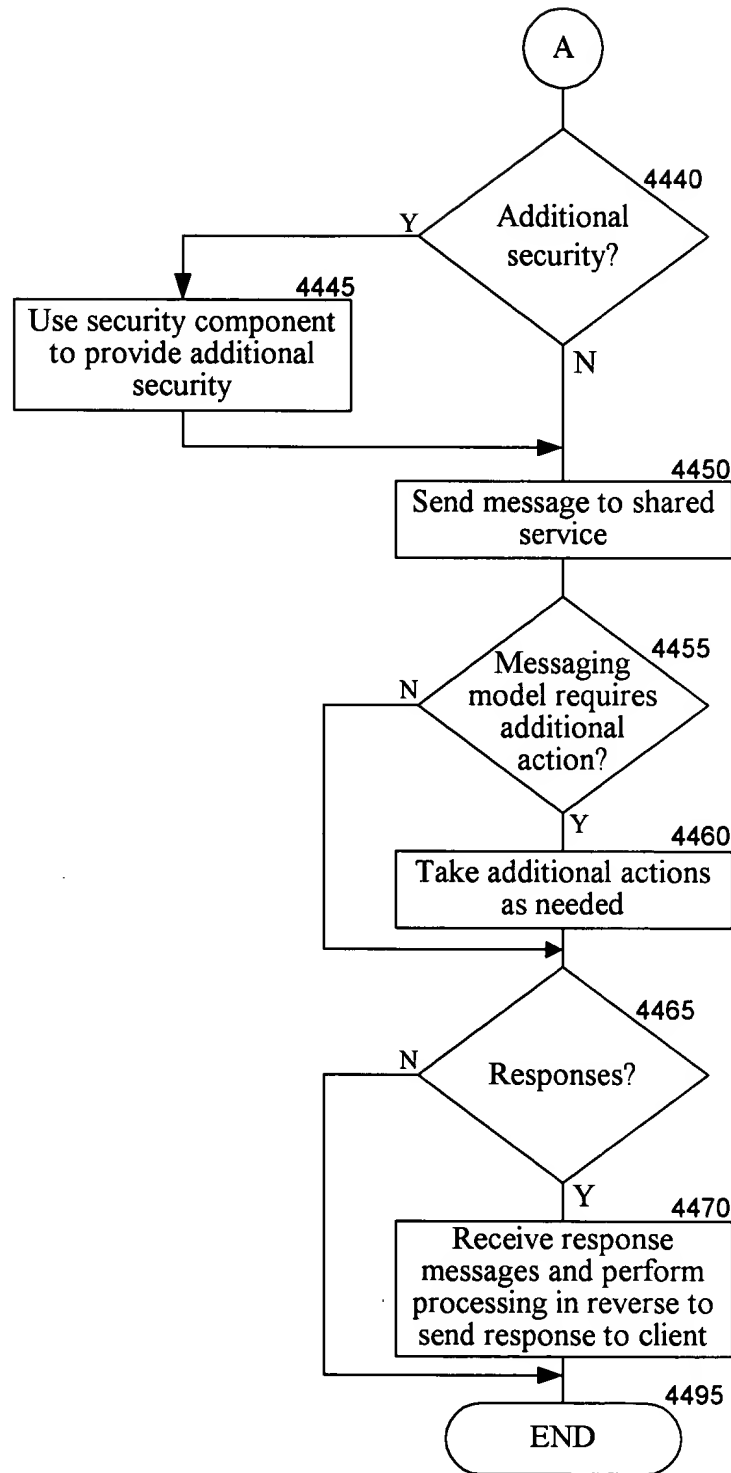 A
4440
Additional
security?
Y
N
4445
Use security component
to provide additional
security
4450
Send message to shared
service
4455
Messaging
model requires
additional
action?
N
Y
4460
Take additional actions
as needed
4465
Responses?
N
Y
4470
Receive response
messages and perform
processing in reverse to
send response to client
4495
END